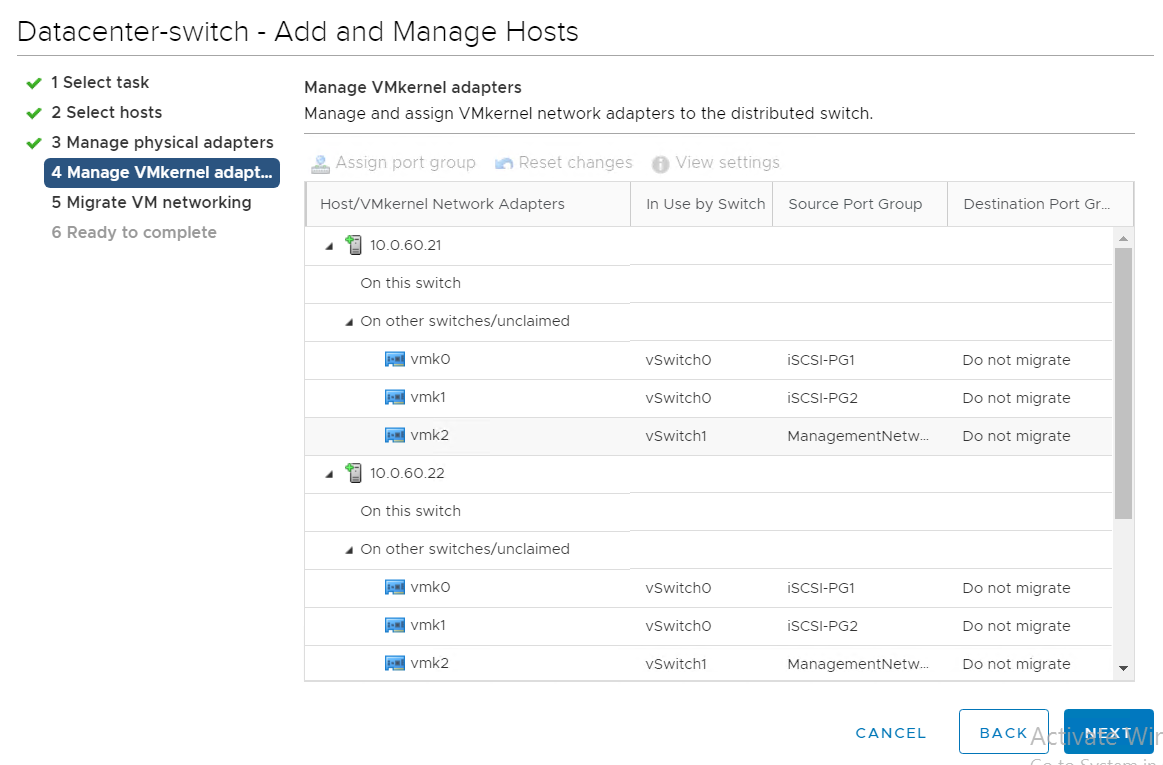 Datacenter-switch - Add and Manage Hosts
1 Select task
2 Select hosts
3 Manage physical adapters
4 Manage VMkernel adapt...
5 Migrate VM networking
6 Ready to complete
Manage VMkernel adapters
Manage and assign VMkernel network adapters to the distributed switch.
Assign port group Reset changes View settings
Host/VMkernel Network Adapters In Use by Switch Source Port Group Destination Port Gr...
10.0.60.21
On this switch
On other switches/unclaimed
vmk0 vSwitch0 iSCSI-PG1 Do not migrate
vmk1 vSwitch0 iSCSI-PG2 Do not migrate
vmk2 vSwitch1 ManagementNetw... Do not migrate
10.0.60.22
On this switch
On other switches/unclaimed
vmk0 vSwitch0 iSCSI-PG1 Do not migrate
vmk1 vSwitch0 iSCSI-PG2 Do not migrate
vmk2 vSwitch1 ManagementNetw... Do not migrate
CANCEL BACK NEXT
Activate Wir
Go to System in